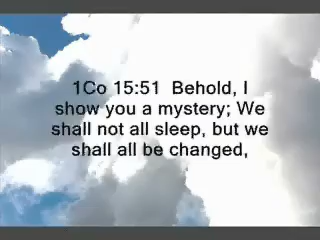 1Co 15:51  Behold, I
show you a mystery; We
shall not all sleep, but we
shall all be changed,